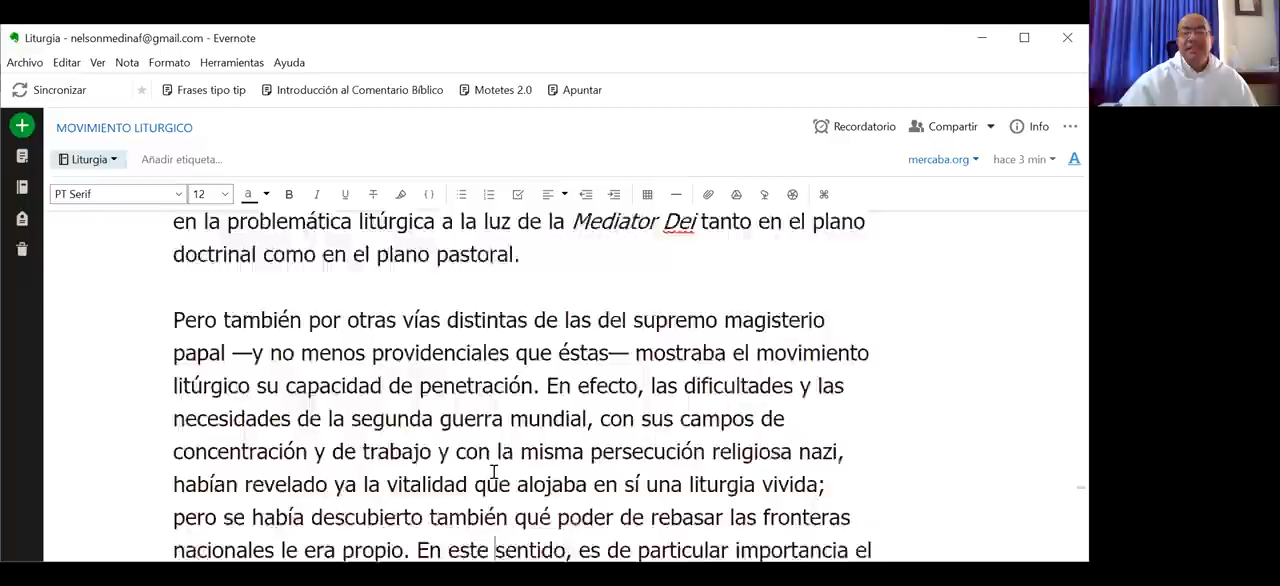 Liturgia - nelsonmedinaf@gmail.com - Evernote
Archivo Editar Ver Nota Formato Herramientas Ayuda
Sincronizar Frases tipo tip Introducción al Comentario Bíblico Motetes 2.0 Apuntar
MOVIMIENTO LITURGICO Recordatorio Compartir Info
Liturgia Añadir etiqueta... mercaba.org hace 3 min A
PT Serif 12 a B I U T
en la problemática litúrgica a la luz de la Mediator Dei tanto en el plano
doctrinal como en el plano pastoral.
Pero también por otras vías distintas de las del supremo magisterio
papal —y no menos providenciales que éstas— mostraba el movimiento
litúrgico su capacidad de penetración. En efecto, las dificultades y las
necesidades de la segunda guerra mundial, con sus campos de
concentración y de trabajo y con la misma persecución religiosa nazi,
habían revelado ya la vitalidad que alojaba en sí una liturgia vivida;
pero se había descubierto también qué poder de rebasar las fronteras
nacionales le era propio. En este sentido, es de particular importancia el